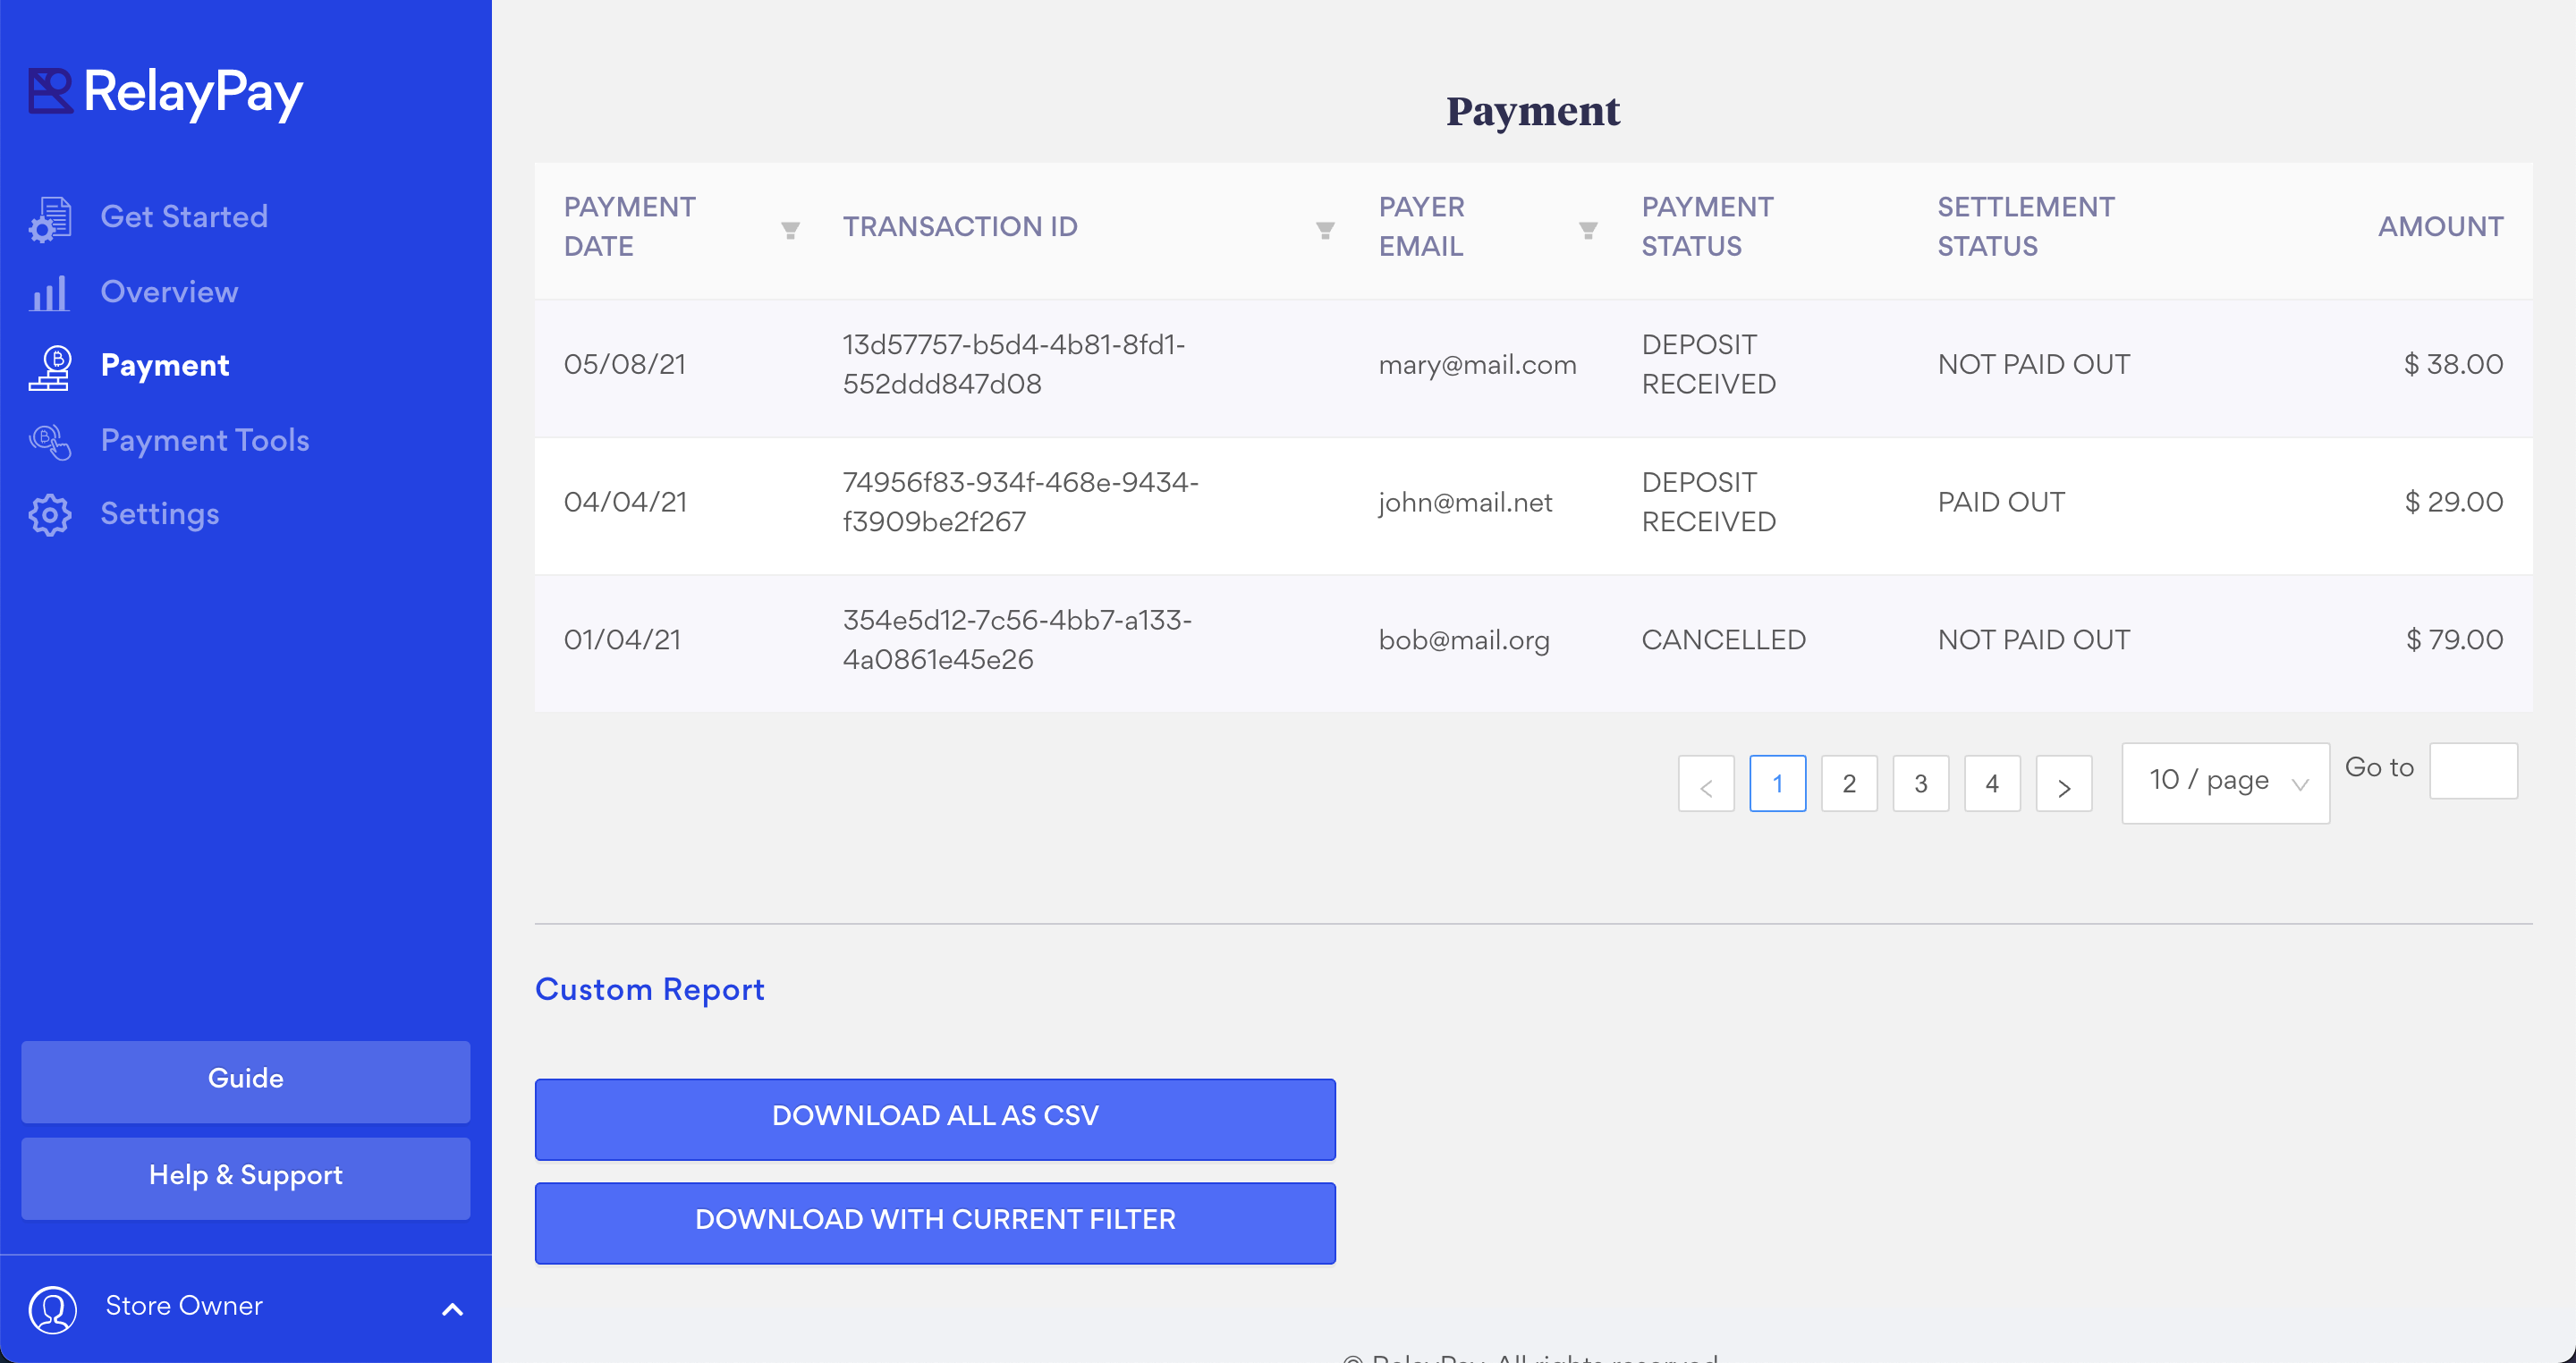 RelayPay
Get Started
Overview
Payment
Payment Tools
Settings
Guide
Help & Support
Store Owner
Payment
PAYMENT DATE TRANSACTION ID PAYER EMAIL PAYMENT STATUS SETTLEMENT STATUS AMOUNT
05/08/21 13d57757-b5d4-4b81-8fd1-552ddd847d08 mary@mail.com DEPOSIT RECEIVED NOT PAID OUT $ 38.00
04/04/21 74956f83-934f-468e-9434-f3909be2f267 john@mail.net DEPOSIT RECEIVED PAID OUT $ 29.00
01/04/21 354e5d12-7c56-4bb7-a133-4a0861e45e26 bob@mail.org CANCELLED NOT PAID OUT $ 79.00
< 1 2 3 4 > 10 / page Go to
Custom Report
DOWNLOAD ALL AS CSV
DOWNLOAD WITH CURRENT FILTER
© RelayPay. All rights reserved